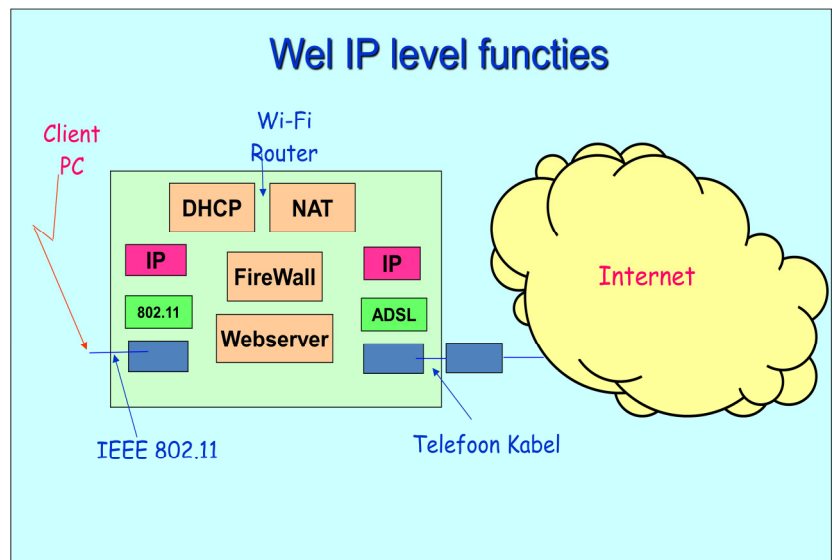 Wel IP level functies
Client
PC
Wi-Fi
Router
DHCP
NAT
IP
FireWall
IP
802.11
ADSL
Webserver
Internet
IEEE 802.11
Telefoon Kabel